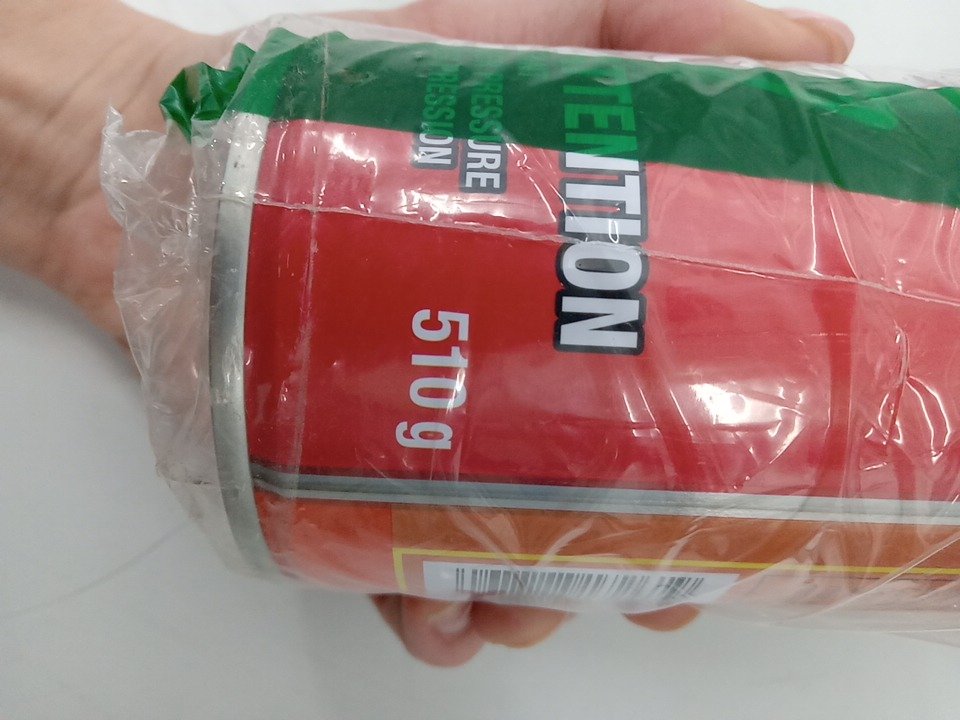 TENTION
PRESSURE
PRESSION
510 g